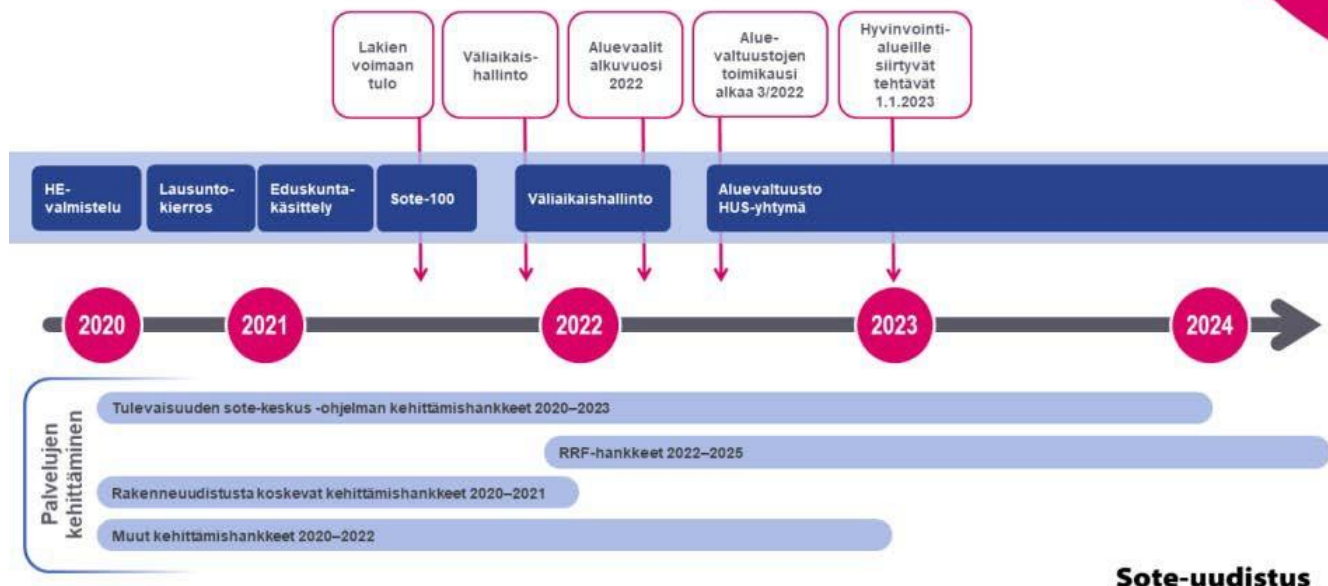 Lakien
voimaan
tulo
Väliaikais-
hallinto
Aluevaalit
alkuvuosi
2022
Alue-
valtuustojen
toimikausi
alkaa 3/2022
Hyvinvointi-
alueille
siirtyvät
tehtävät
1.1.2023
HE-
valmistelu
Lausunto-
kierros
Eduskunta-
käsittely
Sote-100
Väliaikaishallinto
Aluevaltuusto
HUS-yhtymä
2020
2021
2022
2023
2024
Palvelujen
kehittäminen
Tulevaisuuden sote-keskus -ohjelman kehittämishankkeet 2020–2023
RRF-hankkeet 2022–2025
Rakenneuudistusta koskevat kehittämishankkeet 2020–2021
Muut kehittämishankkeet 2020–2022
Sote-uudistus